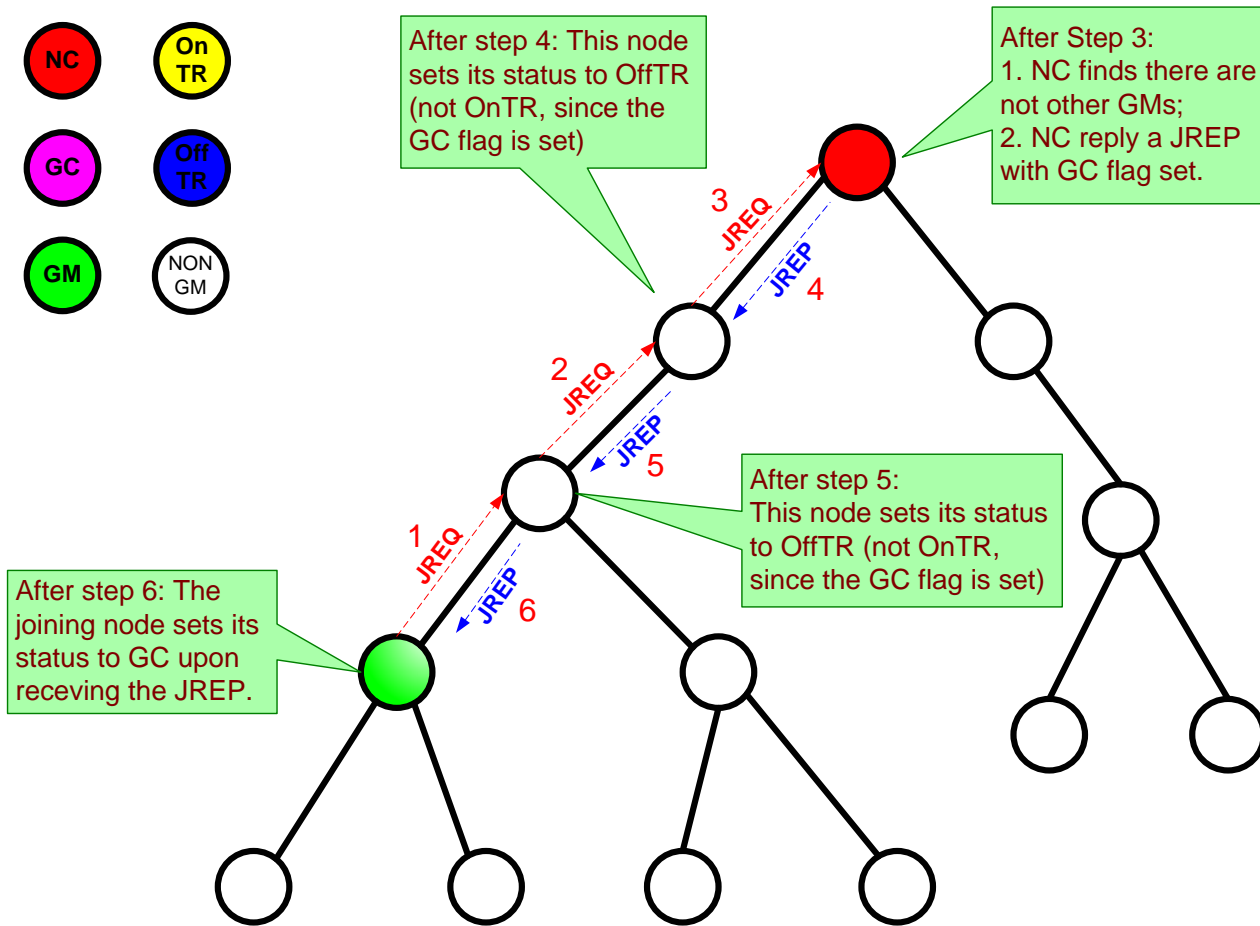 NC
On
TR
GC
Off
TR
GM
NON
GM
After step 4: This node
sets its status to OffTR
(not OnTR, since the
GC flag is set)
After Step 3:
1. NC finds there are
not other GMs;
2. NC reply a JREP
with GC flag set.
3
JREQ
JREP
4
2
JREQ
JREP
5
After step 5:
This node sets its status
to OffTR (not OnTR,
since the GC flag is set)
1
JREQ
JREP
6
After step 6: The
joining node sets its
status to GC upon
receving the JREP.